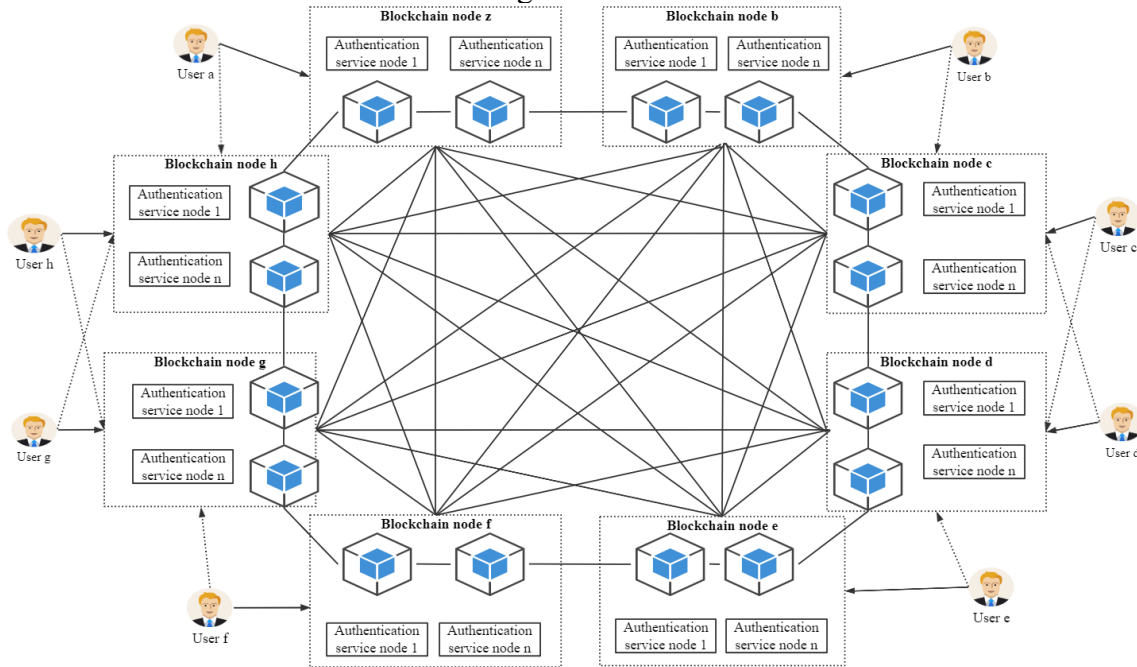 Blockchain node z
Authentication
service node 1
Authentication
service node n
Blockchain node b
Authentication
service node 1
Authentication
service node n
User a
User b
Blockchain node h
Authentication
service node 1
Authentication
service node n
Blockchain node c
Authentication
service node 1
Authentication
service node n
User h
User c
Blockchain node g
Authentication
service node 1
Authentication
service node n
Blockchain node d
Authentication
service node 1
Authentication
service node n
User g
User d
Blockchain node f
Authentication
service node 1
Authentication
service node n
Blockchain node e
Authentication
service node 1
Authentication
service node n
User f
User e